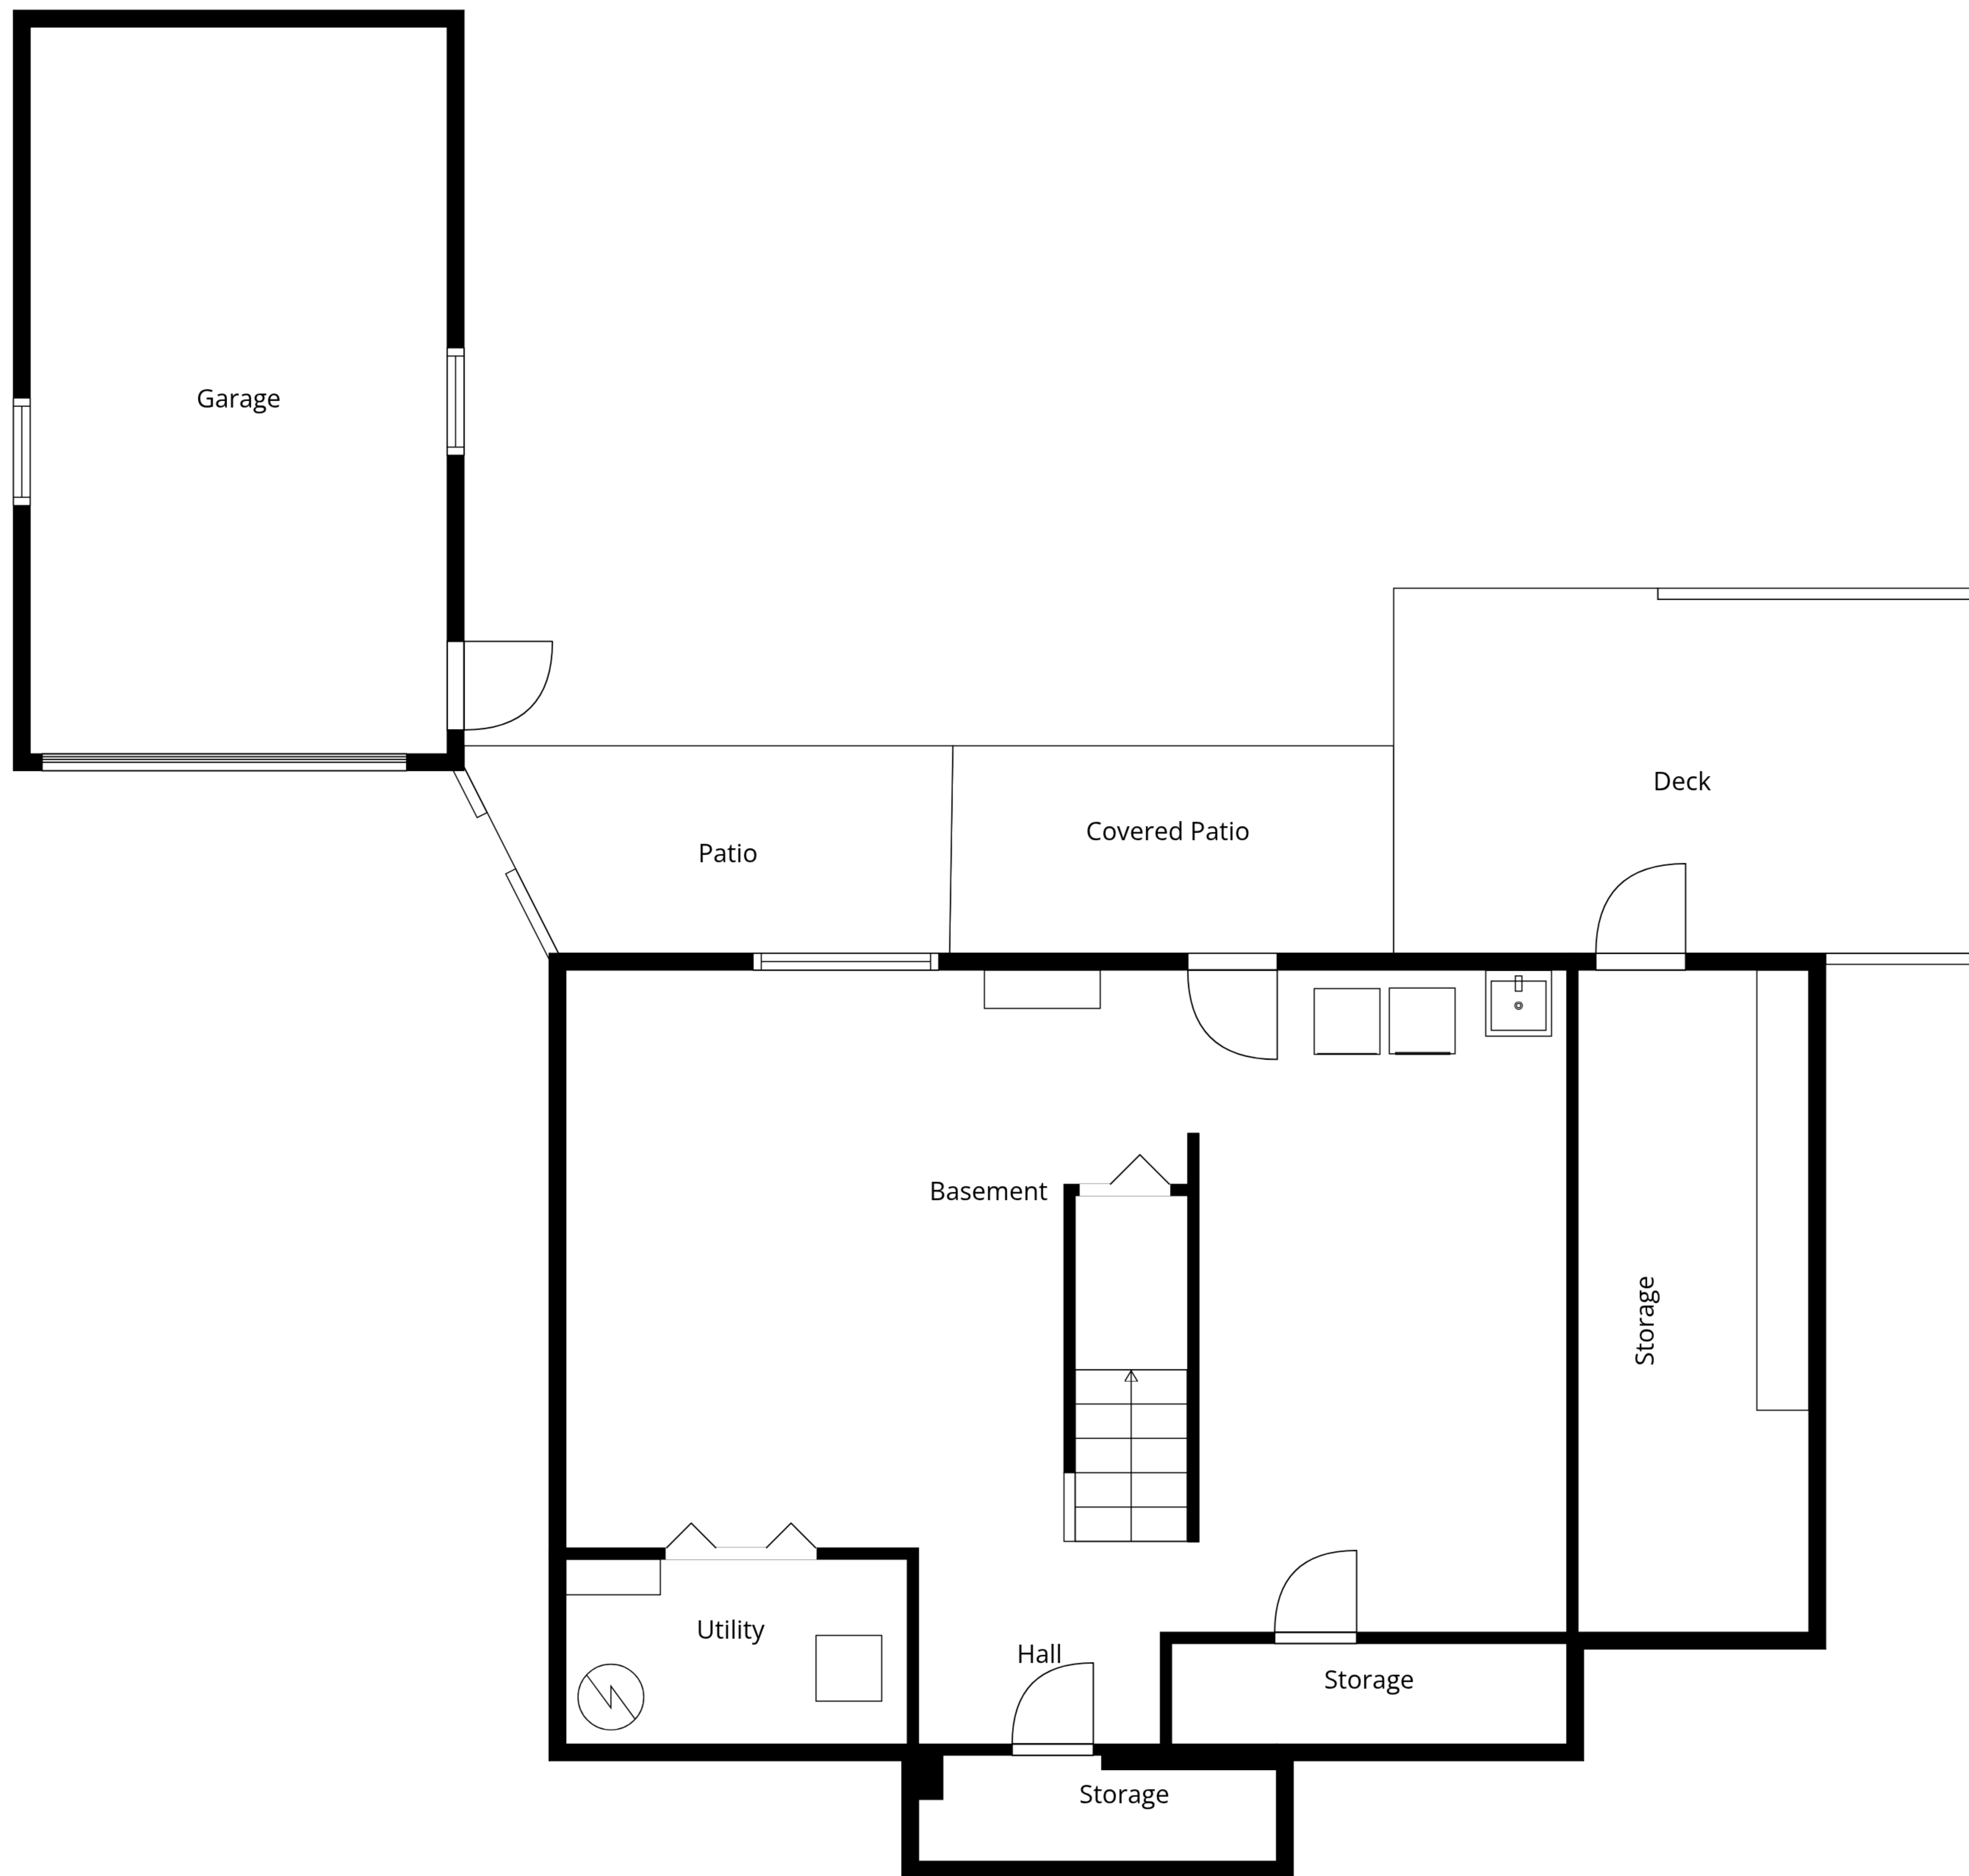 Garage
Deck
Covered Patio
Patio
Basement
Storage
Utility
Hall
Storage
Storage